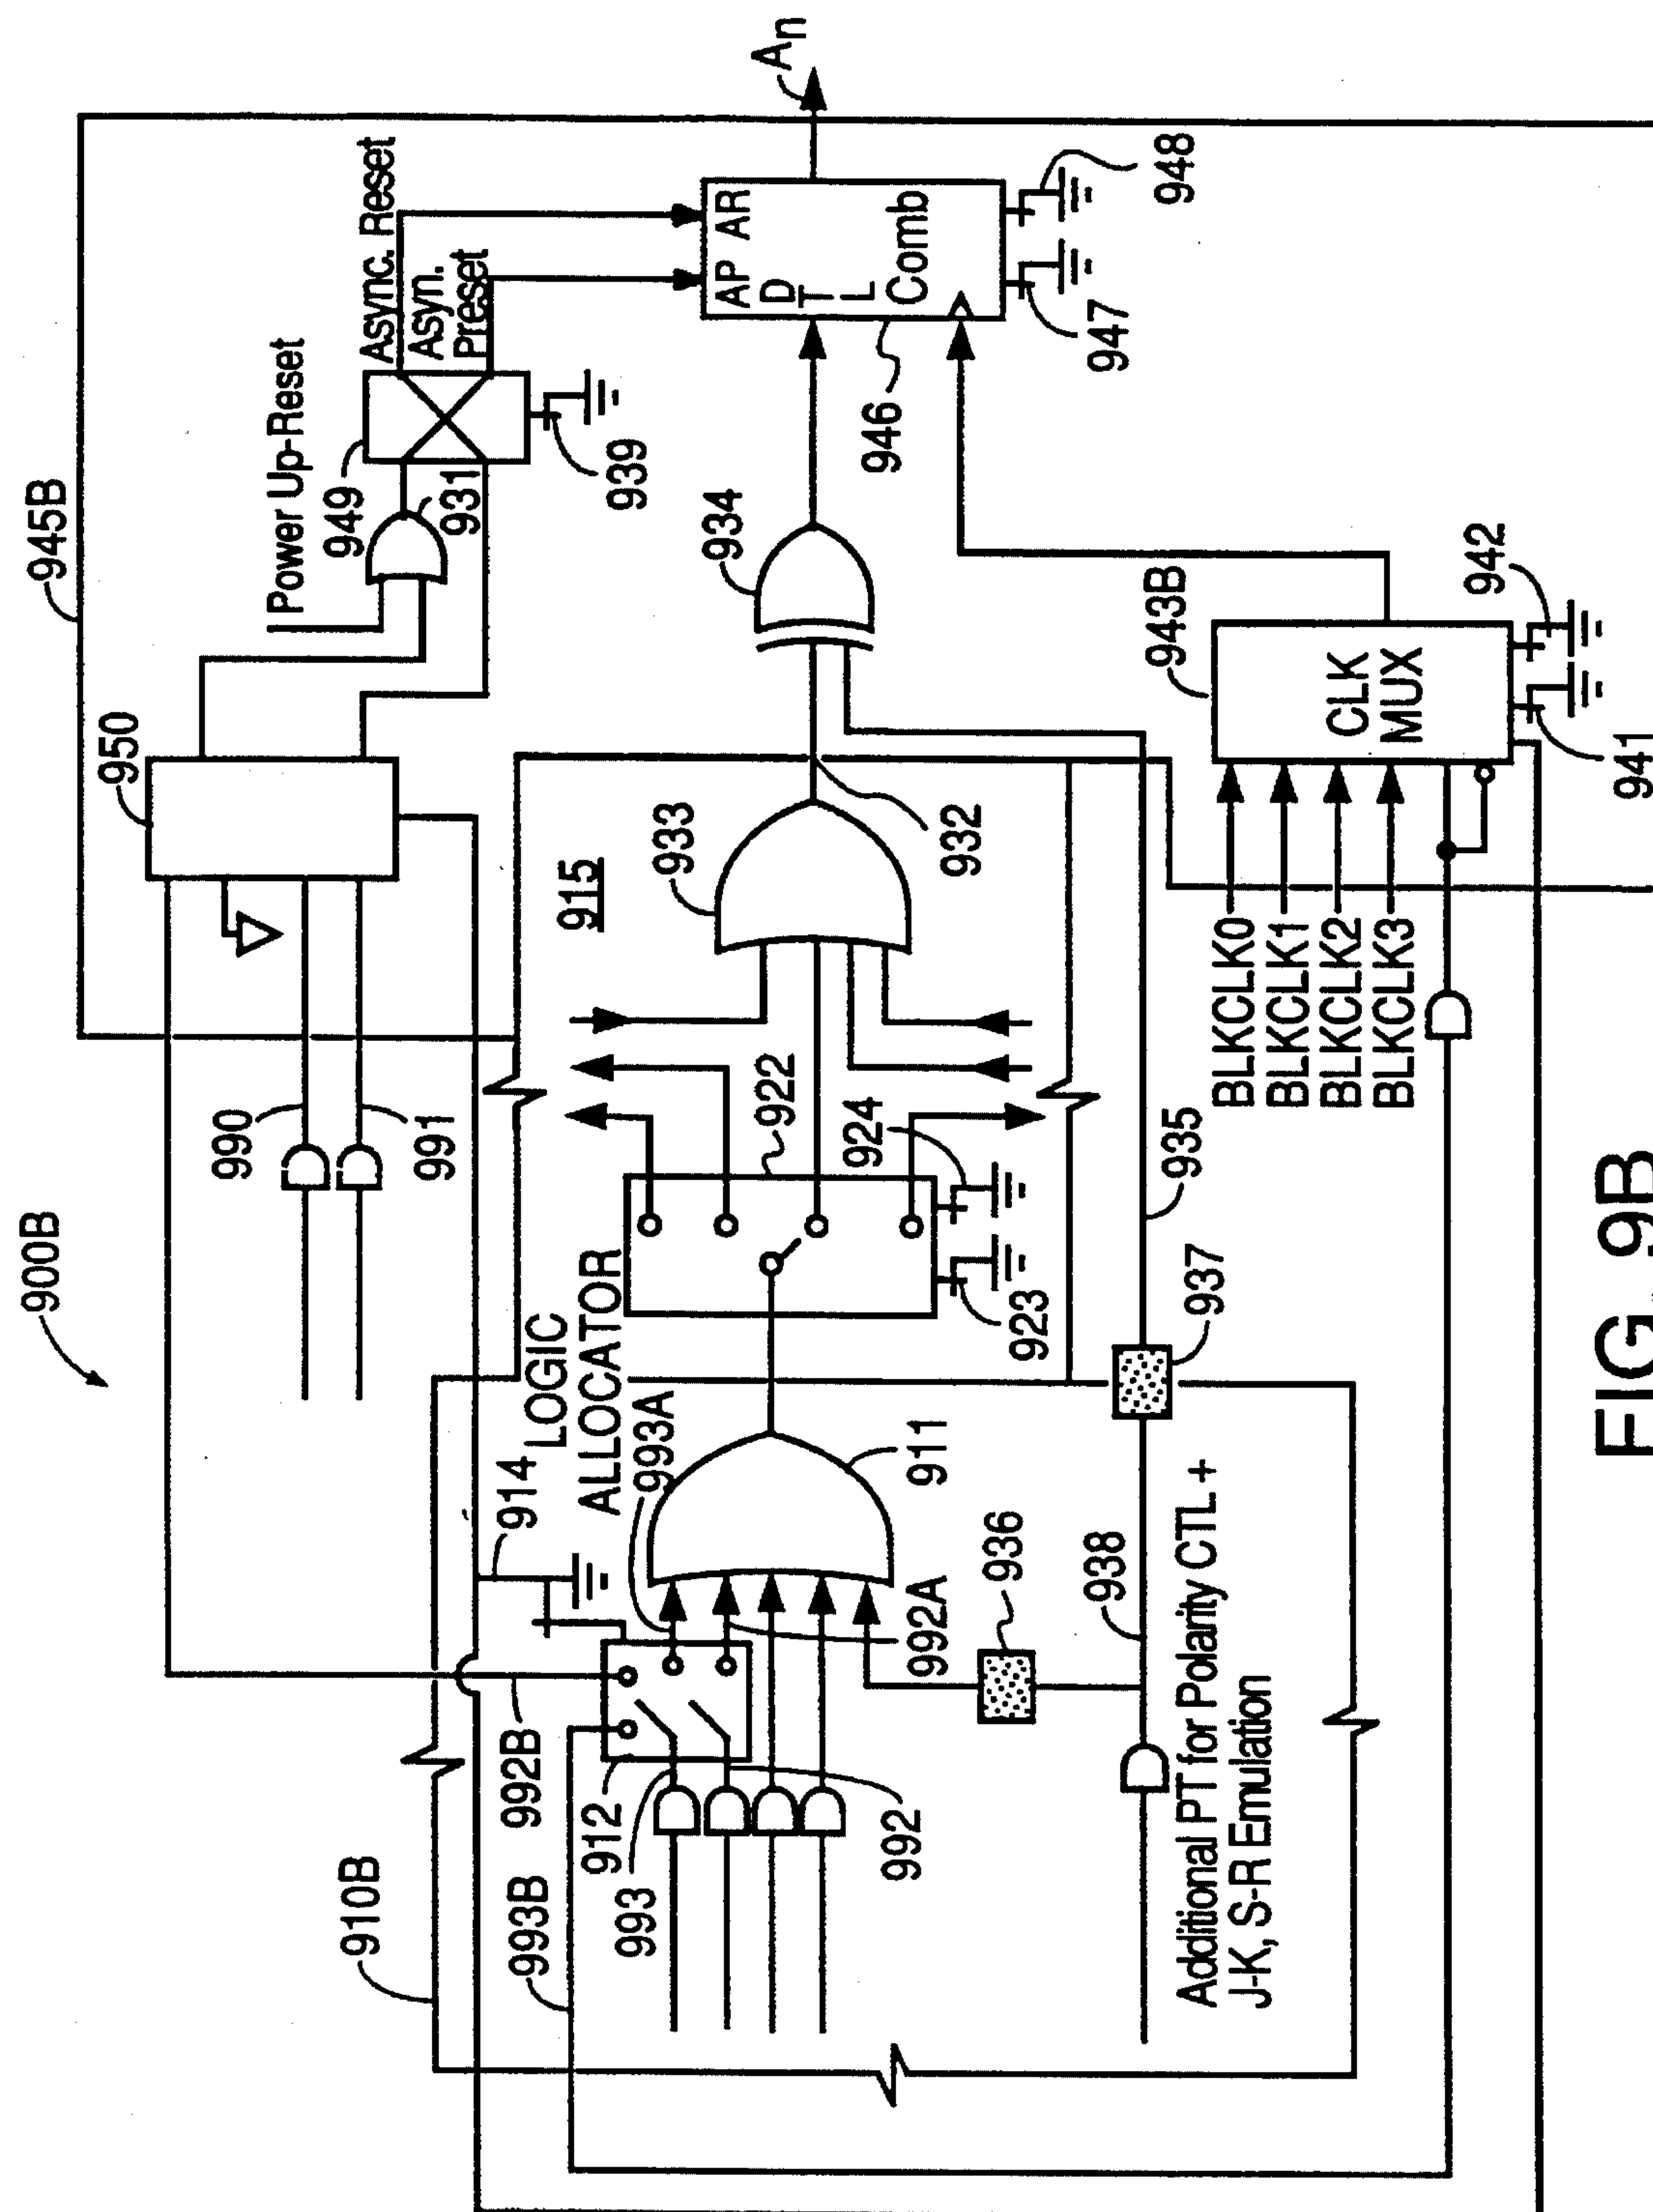 900B
945B
950
990
991
Power Up-Reset
949
931
939
Async. Reset
Asyn.
Preset
910B
914
LOGIC
ALLOCATOR
915
993A
992B
912
993
993B
992
992A
911
922
924
923
933
932
934
946
AP AR
D
T
L
Comb
947
948
An
936
938
937
935
Additional PT for Polarity CTL +
J-K, S-R Emulation
BLKCLK0
BLKCLK1
BLKCLK2
BLKCLK3
943B
CLK
MUX
941
942
FIG. 9B